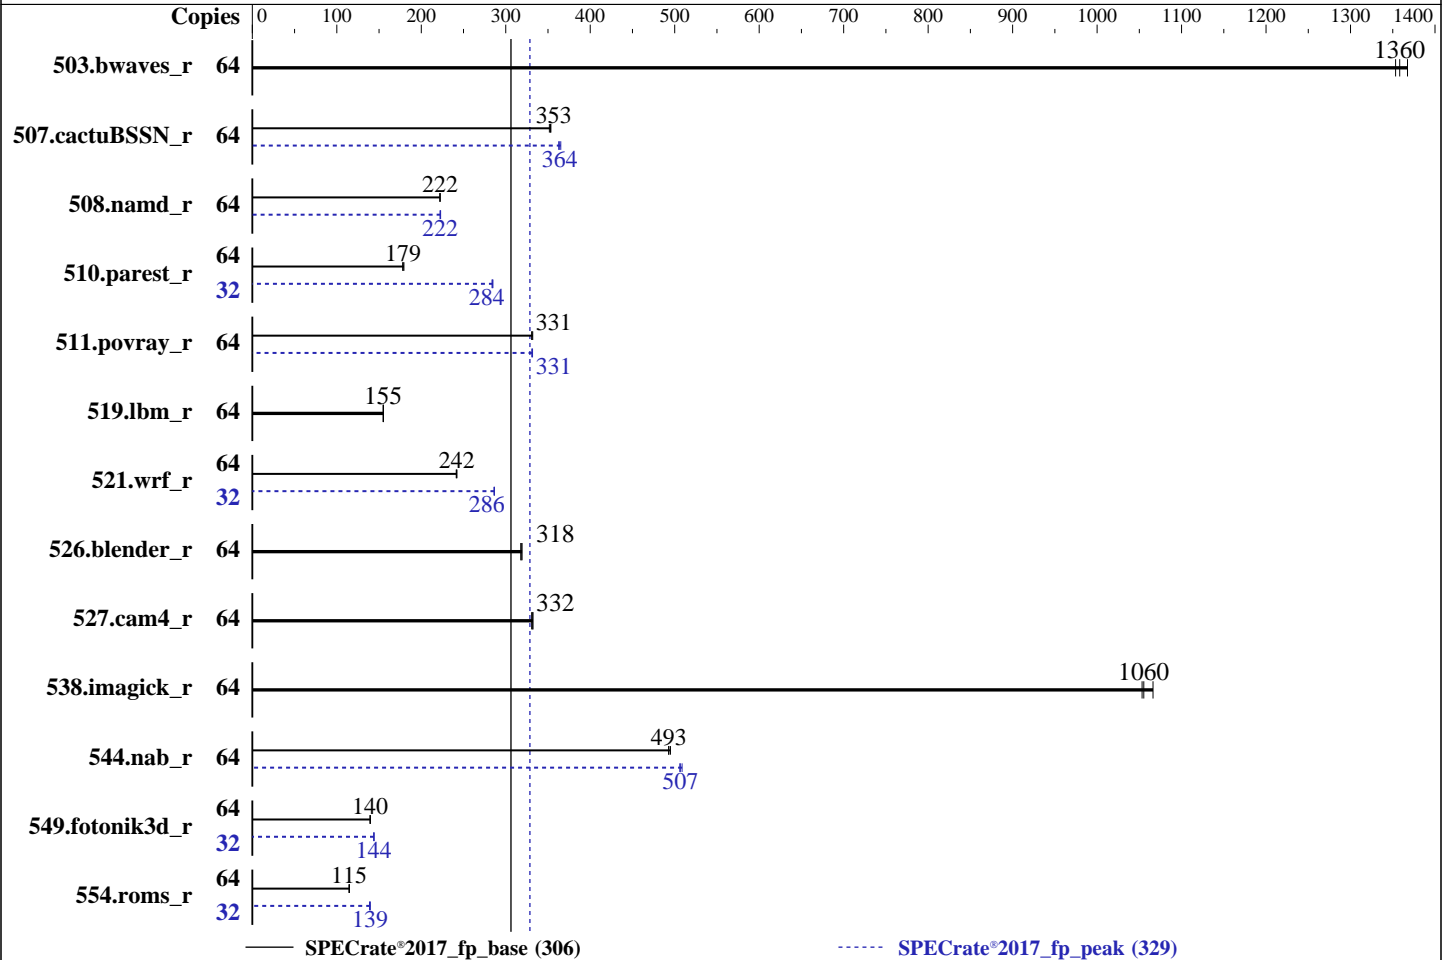 Copies 0 100 200 300 400 500 600 700 800 900 1000 1100 1200 1300 1400
1360
503.bwaves_r 64
353
507.cactuBSSN_r 64
364
222
508.namd_r 64
222
64 179
510.parest_r
32 284
331
511.povray_r 64
331
155
519.lbm_r 64
64 242
521.wrf_r
32 286
318
526.blender_r 64
332
527.cam4_r 64
1060
538.imagick_r 64
493
544.nab_r 64
507
64 140
549.fotonik3d_r
32 144
64 115
554.roms_r
32 139
SPECrate®2017_fp_base (306) SPECrate®2017_fp_peak (329)